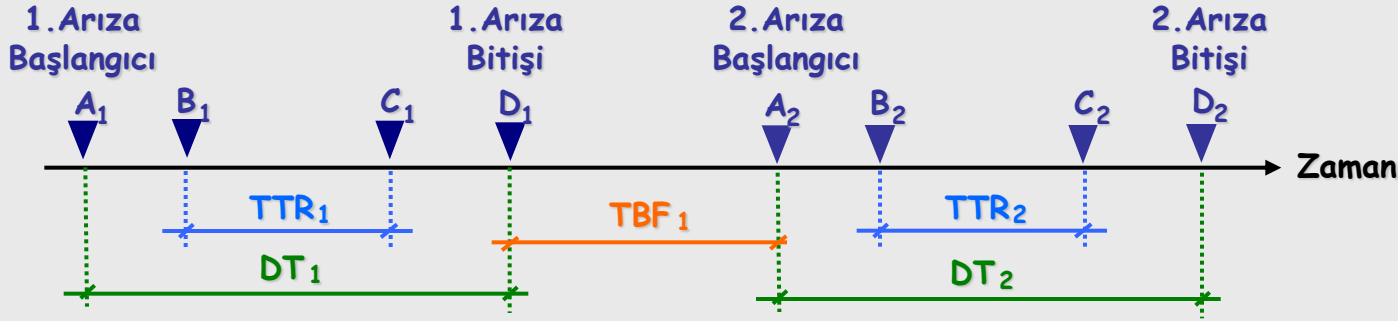 1.Arıza
Başlangıcı
1.Arıza
Bitişi
2.Arıza
Başlangıcı
2.Arıza
Bitişi
A1 B1 C1 D1 A2 B2 C2 D2
Zaman
TTR1 TBF1 TTR2
DT1 DT2